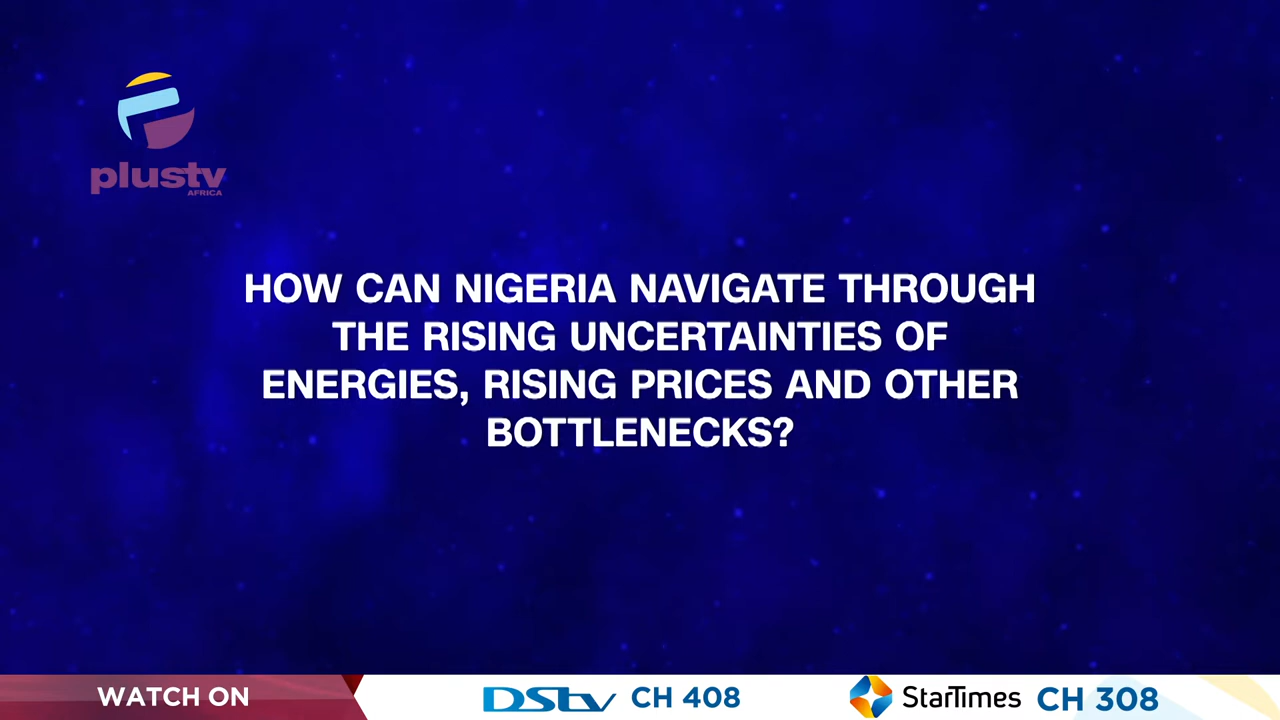 plustv
AFRICA
HOW CAN NIGERIA NAVIGATE THROUGH
THE RISING UNCERTAINTIES OF
ENERGIES, RISING PRICES AND OTHER
BOTTLENECKS?
WATCH ON
DStv CH 408
StarTimes CH 308